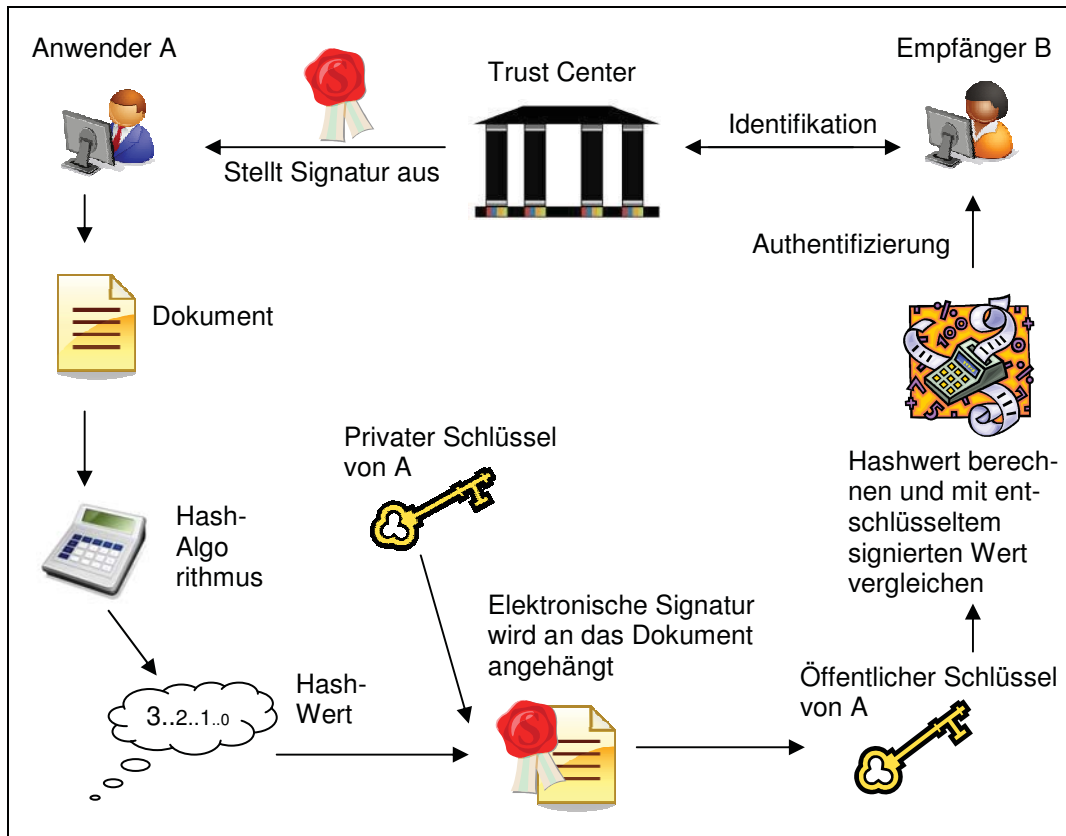 Anwender A
Trust Center
Empfänger B
Identifikation
Stellt Signatur aus
Authentifizierung
Dokument
Privater Schlüssel
von A
Hash-
Algo
rithmus
Hashwert berech-
nen und mit ent-
schlüsseltem
signierten Wert
vergleichen
Elektronische Signatur
wird an das Dokument
angehängt
Öffentlicher Schlüssel
von A
Hash-
Wert
3..2..1..0
S
S